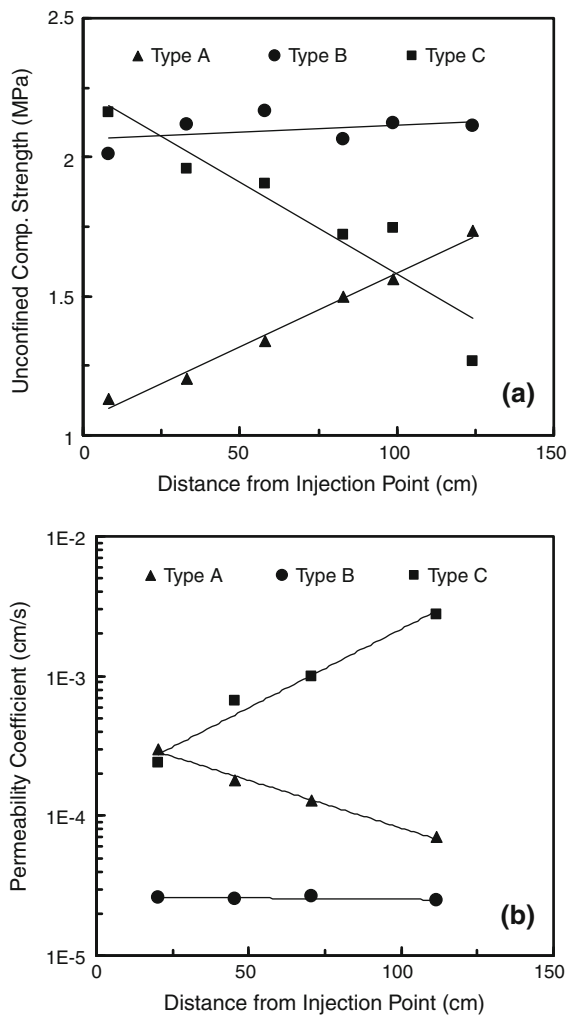 2.5
Type A Type B Type C
2
1.5
1
Unconfined Comp. Strength (MPa)
(a)
0 50 100 150
Distance from Injection Point (cm)
1E-2
Type A Type B Type C
1E-3
1E-4
1E-5
Permeability Coefficient (cm/s)
(b)
0 50 100 150
Distance from Injection Point (cm)